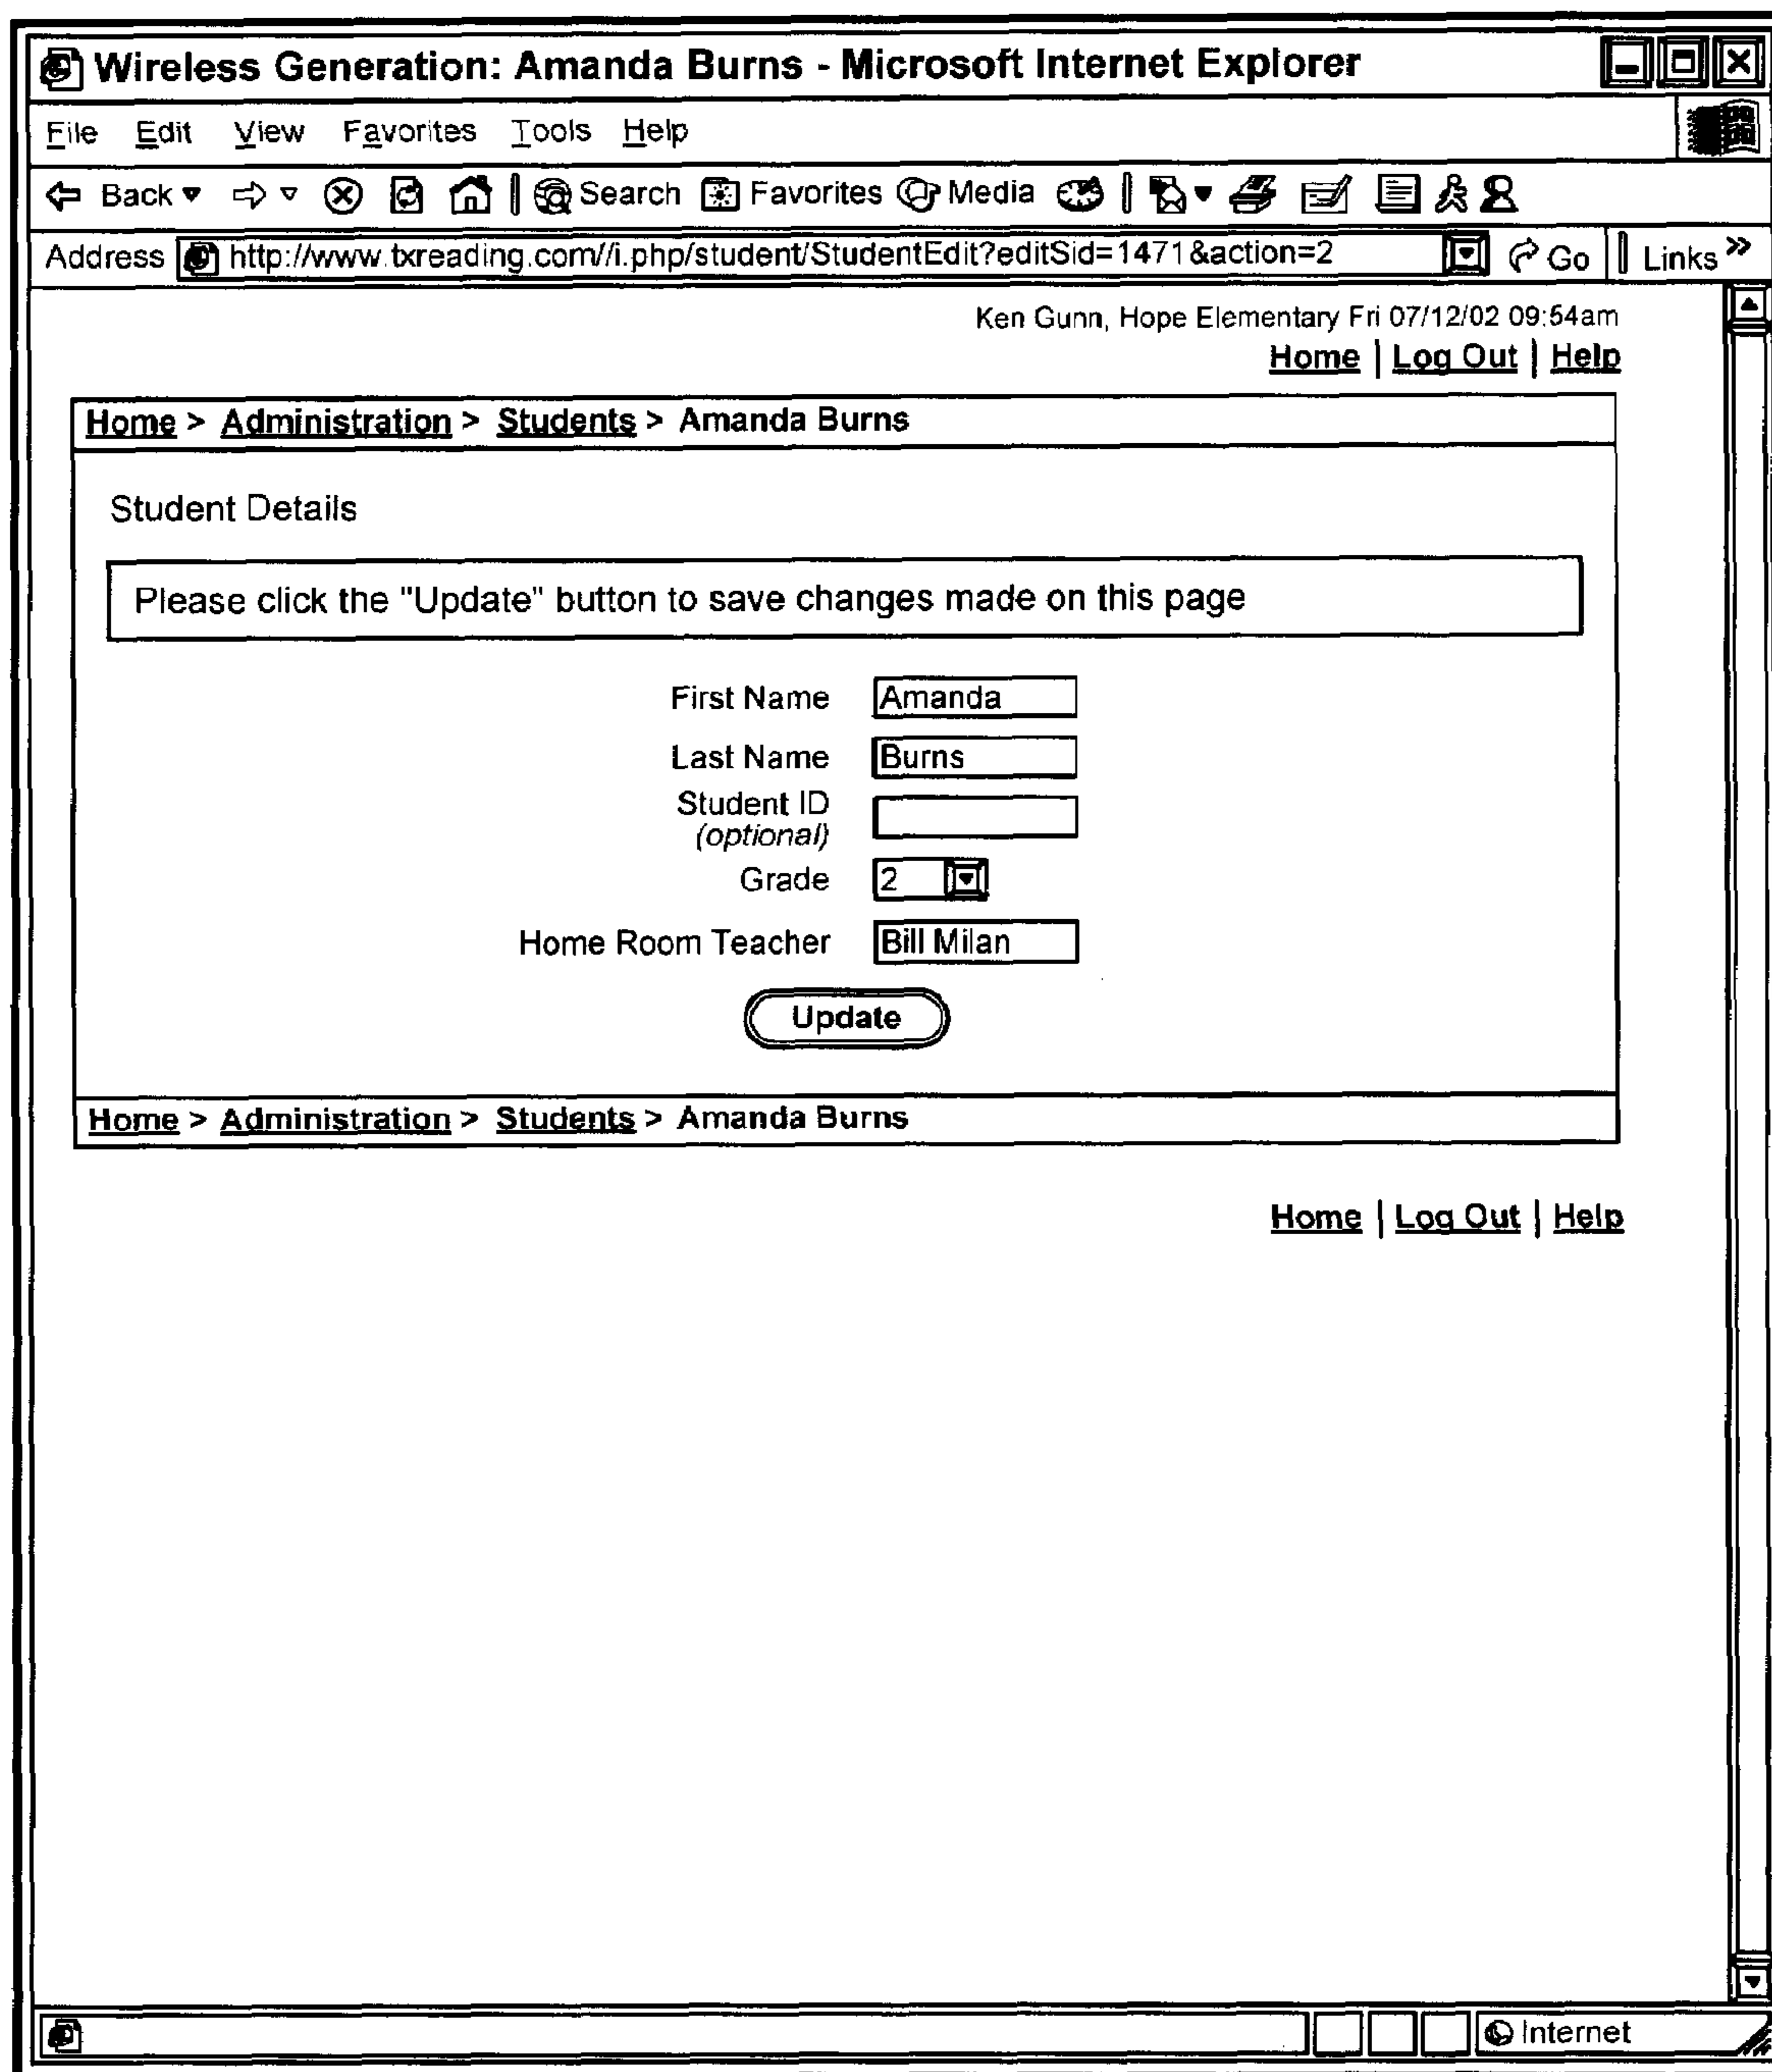 Wireless Generation: Amanda Burns - Microsoft Internet Explorer
File Edit View Favorites Tools Help
Back Search Favorites Media
Address http://www.txreading.com//i.php/student/StudentEdit?editSid=1471&action=2 Go Links »
Ken Gunn, Hope Elementary Fri 07/12/02 09:54am
Home | Log Out | Help
Home > Administration > Students > Amanda Burns
Student Details
Please click the "Update" button to save changes made on this page
First Name Amanda
Last Name Burns
Student ID
(optional)
Grade 2
Home Room Teacher Bill Milan
Update
Home > Administration > Students > Amanda Burns
Home | Log Out | Help
Internet